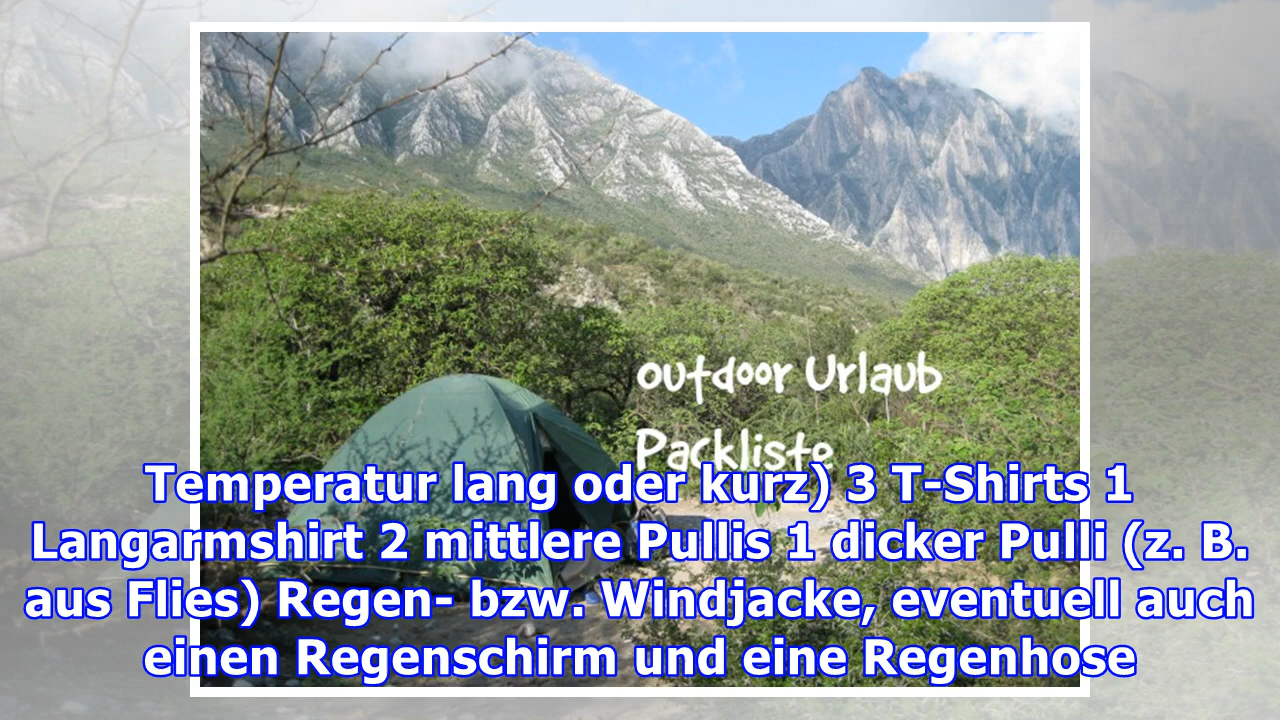 outdoor Urlaub
Packliste
Temperatur lang oder kurz) 3 T-Shirts 1
Langarmshirt 2 mittlere Pullis 1 dicker Pulli (z. B.
aus Flies) Regen- bzw. Windjacke, eventuell auch
einen Regenschirm und eine Regenhose